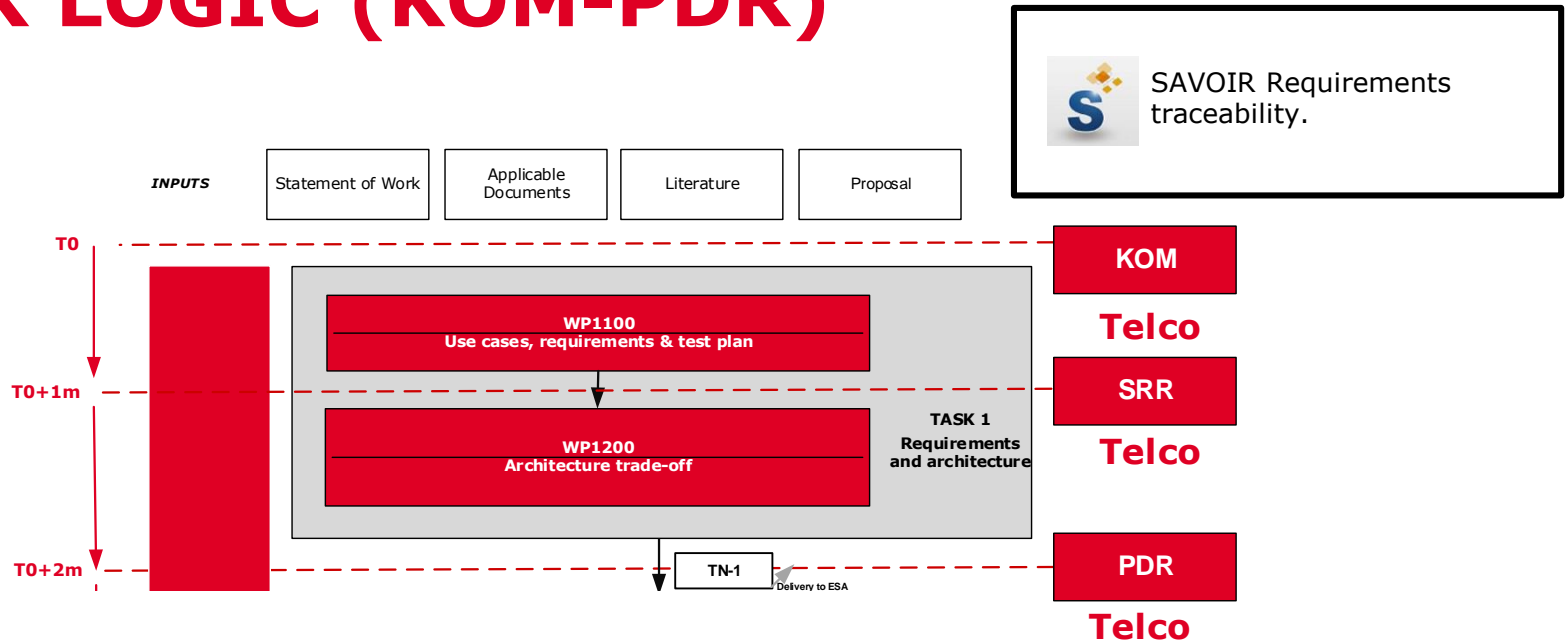 K LOGIC (KOM-PDR)
S
SAVOIR Requirements
traceability.
INPUTS
Statement of Work
Applicable
Documents
Literature
Proposal
T0
KOM
Telco
WP1100
Use cases, requirements & test plan
T0+1m
SRR
Telco
TASK 1
Requirements
and architecture
WP1200
Architecture trade-off
T0+2m
TN-1
Delivery to ESA
PDR
Telco